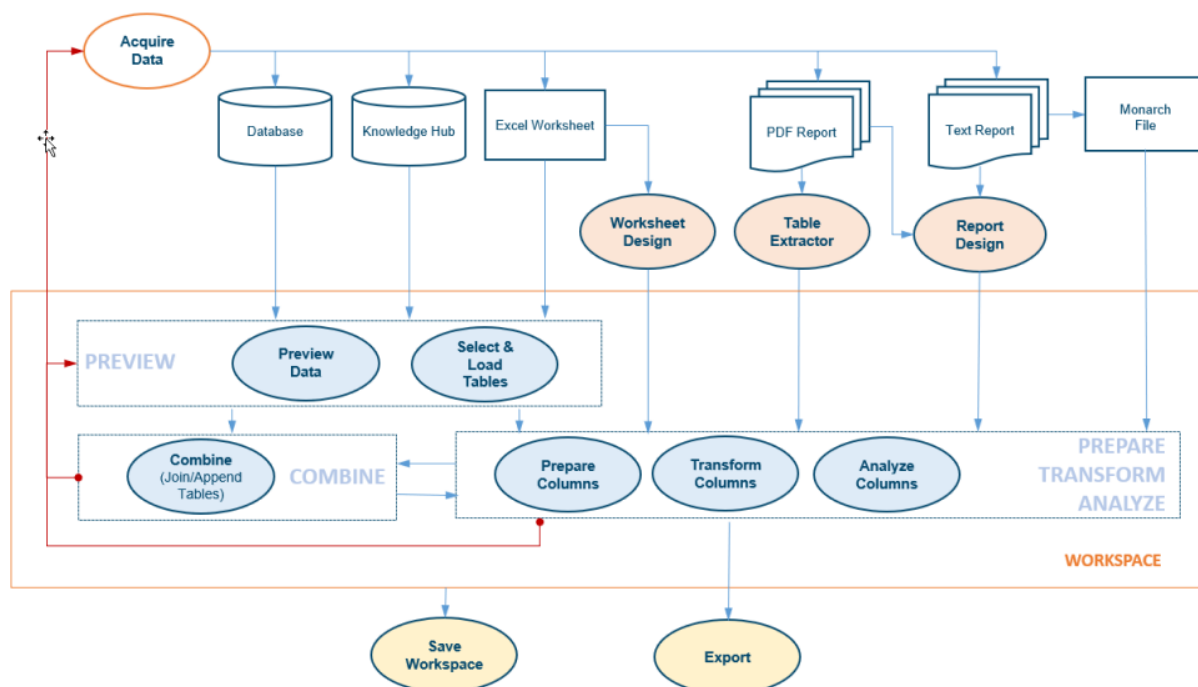 Acquire
Data
Database
Knowledge Hub
Excel Worksheet
PDF Report
Text Report
Monarch
File
Worksheet
Design
Table
Extractor
Report
Design
PREVIEW
Preview
Data
Select &
Load
Tables
Combine
(Join/Append
Tables)
COMBINE
Prepare
Columns
Transform
Columns
Analyze
Columns
PREPARE
TRANSFORM
ANALYZE
WORKSPACE
Save
Workspace
Export